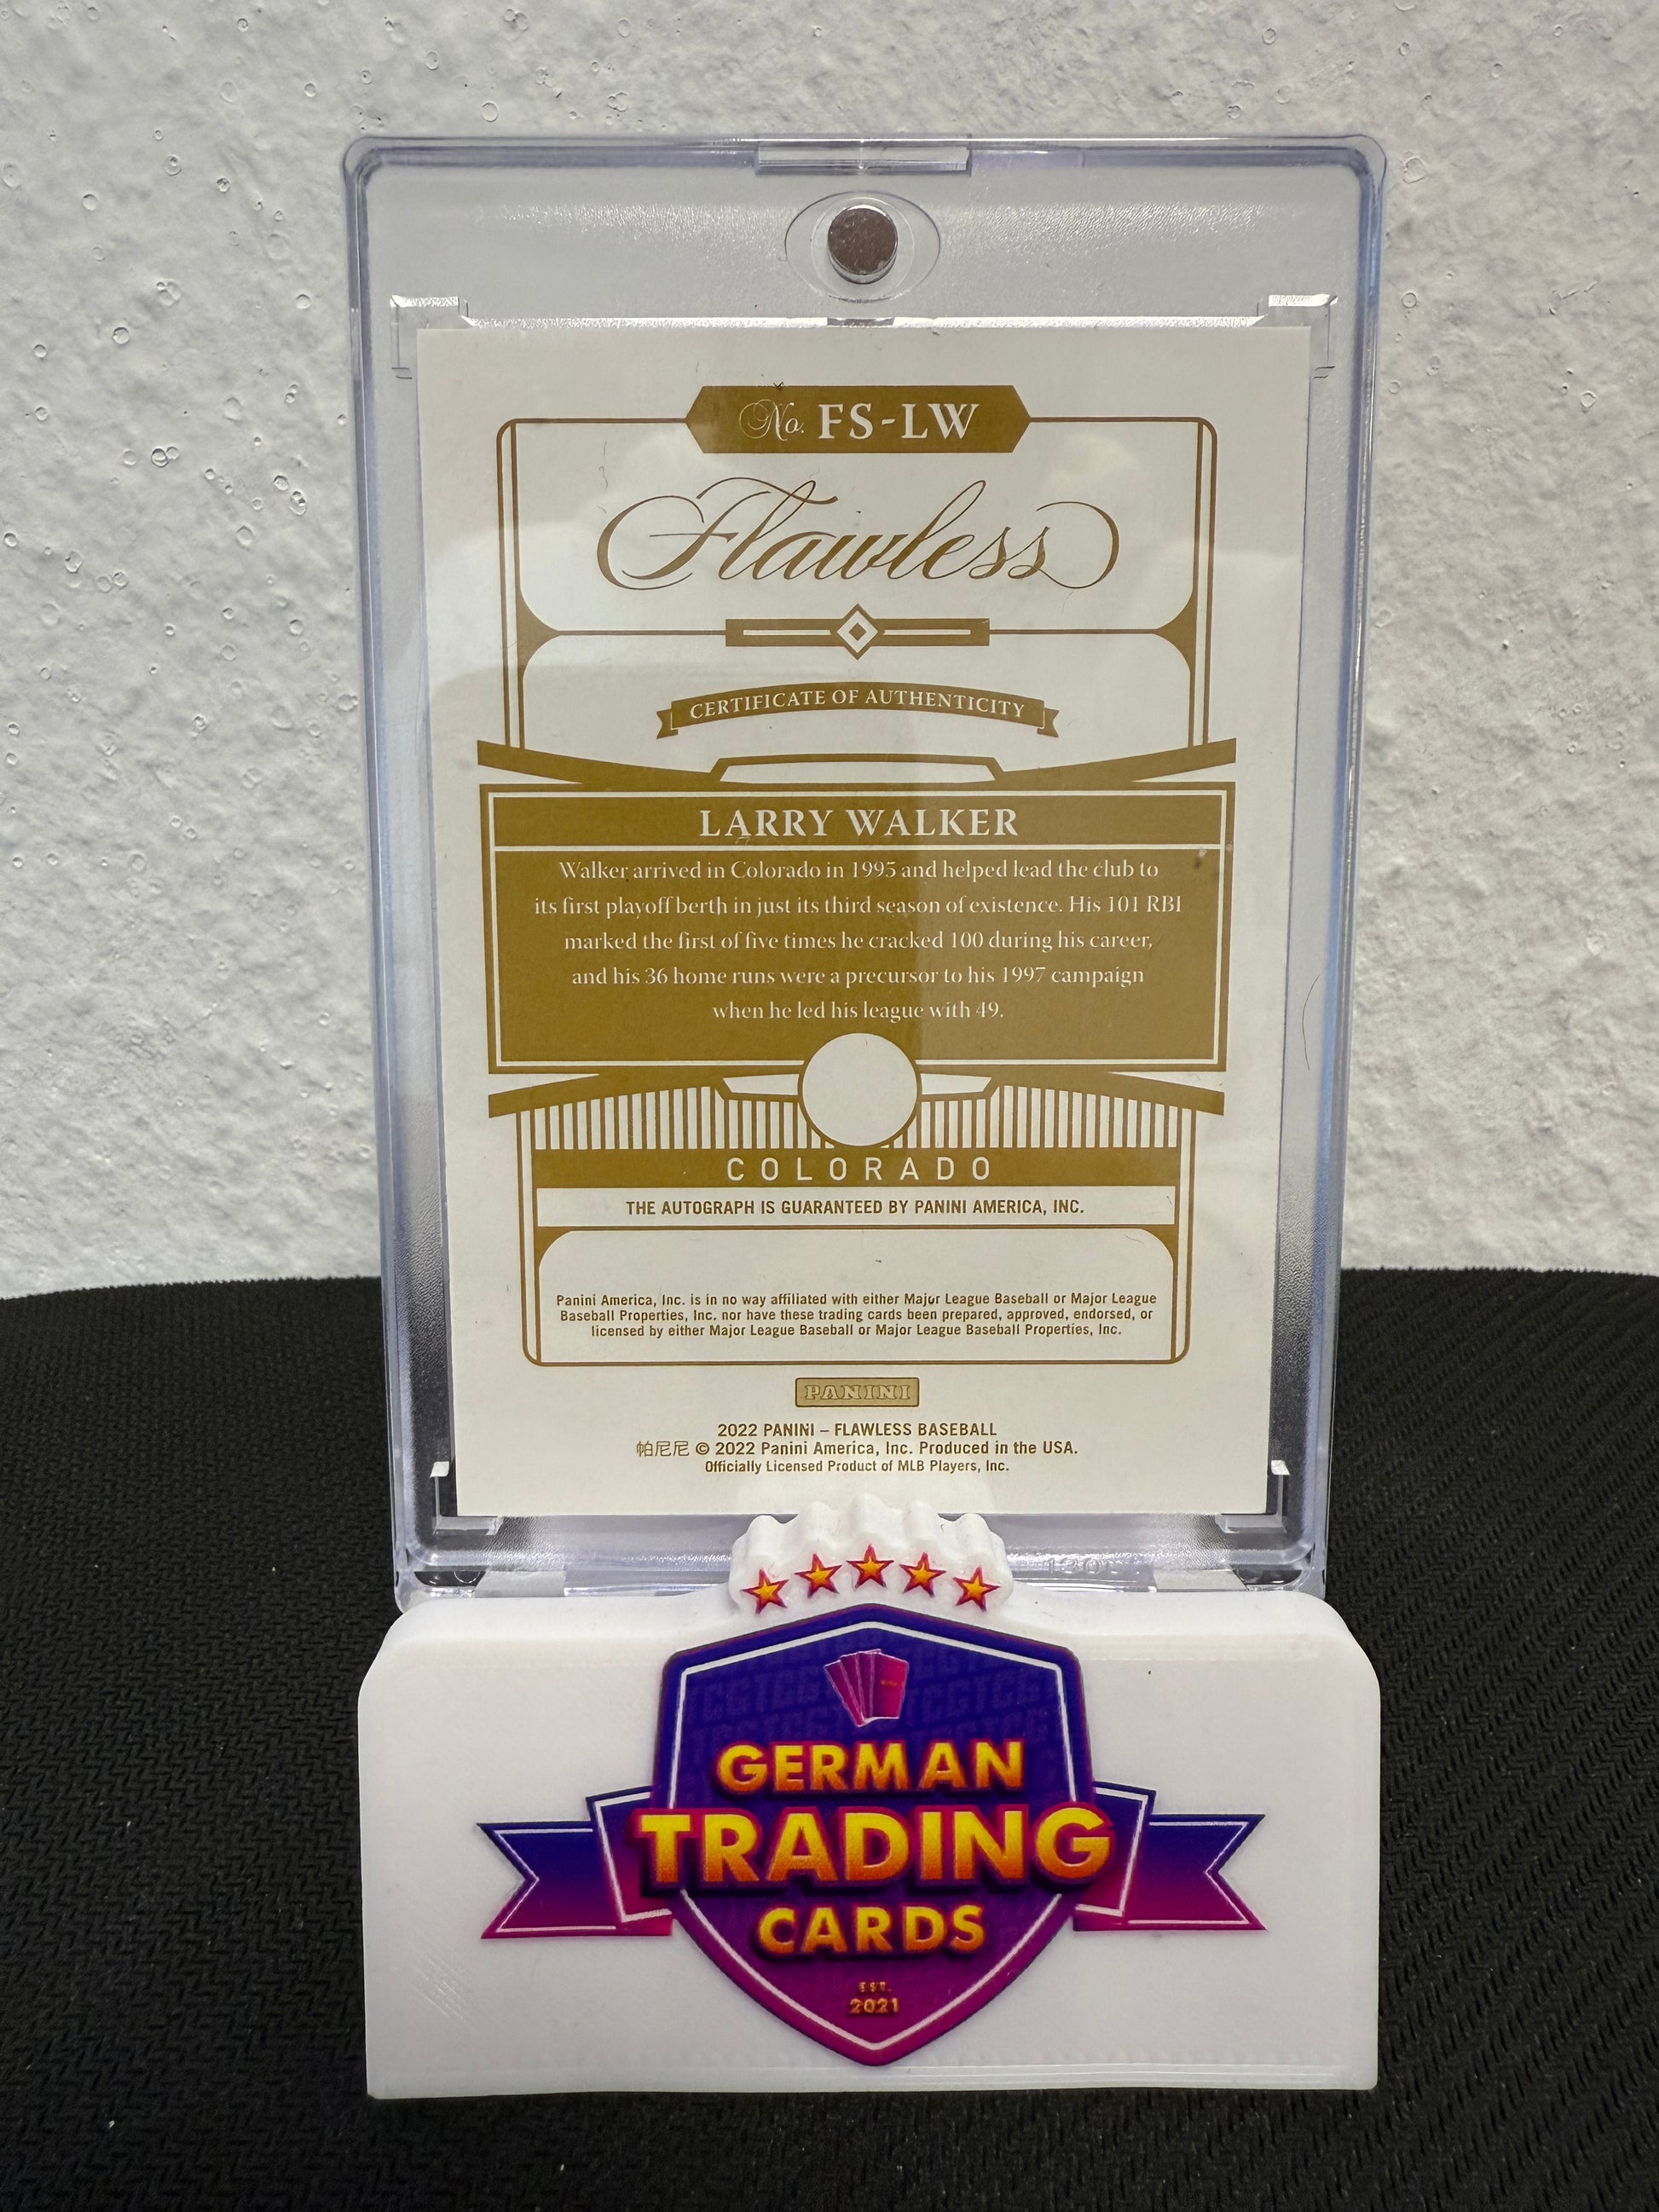 No. FS-LW
Flawless
CERTIFICATE OF AUTHENTICITY
LARRY WALKER
Walker arrived in Colorado in 1995 and helped lead the club to
its first playoff berth in just its third season of existence. His 101 RBI
marked the first of five times he cracked 100 during his career,
and his 36 home runs were a precursor to his 1997 campaign
when he led his league with 49.
COLORADO
THE AUTOGRAPH IS GUARANTEED BY PANINI AMERICA, INC.
Panini America, Inc. is in no way affiliated with either Major League Baseball or Major League
Baseball Properties, Inc. nor have these trading cards been prepared, approved, endorsed, or
licensed by either Major League Baseball or Major League Baseball Properties, Inc.
PANINI
2022 PANINI – FLAWLESS BASEBALL
帕尼尼 © 2022 Panini America, Inc. Produced in the USA.
Officially Licensed Product of MLB Players, Inc.
GERMAN
TRADING
CARDS
EST.
2021